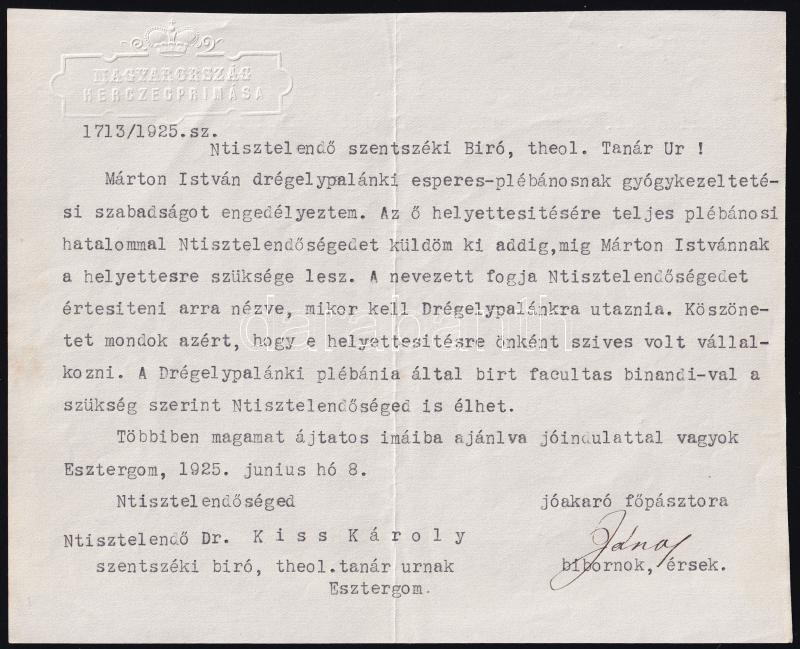 MAGYARORSZÁG
HERCZEGPRIMÁSA
1713/1925.sz.
Ntisztelendő szentszéki Biró, theol. Tanár Ur !
Márton István drégelypalánki esperes-plébánosnak gyógykezelteté-
si szabadságot engedélyeztem. Az ő helyettesitésére teljes plébánosi
hatalommal Ntisztelendőségedet küldöm ki addig,mig Márton Istvánnak
a helyettesre szüksége lesz. A nevezett fogja Ntisztelendőségedet
értesiteni arra nézve, mikor kell Drégelypalánkra utaznia. Köszöne-
tet mondok azért, hogy e helyettesitésre önként szives volt vállal-
kozni. A Drégelypalánki plébánia által birt facultas binandi-val a
szükség szerint Ntisztelendőséged is élhet.
Többiben magamat ájtatos imáiba ajánlva jóindulattal vagyok
Esztergom, 1925. junius hó 8.
Ntisztelendőséged jóakaró főpásztora
Ntisztelendő Dr. Kiss Károly János
szentszéki biró, theol.tanár urnak bibornok, érsek.
Esztergom.
darabanth